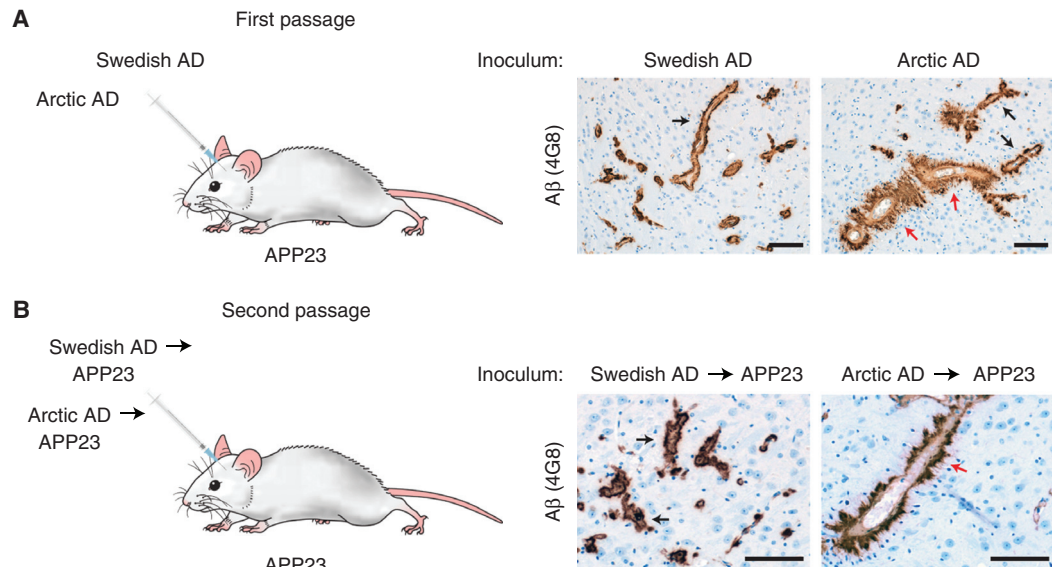 A
First passage
Swedish AD
Arctic AD
APP23
Inoculum:
Swedish AD
Arctic AD
Aβ (4G8)
B
Second passage
Swedish AD →
APP23
Arctic AD →
APP23
APP23
Inoculum:
Swedish AD → APP23
Arctic AD → APP23
Aβ (4G8)